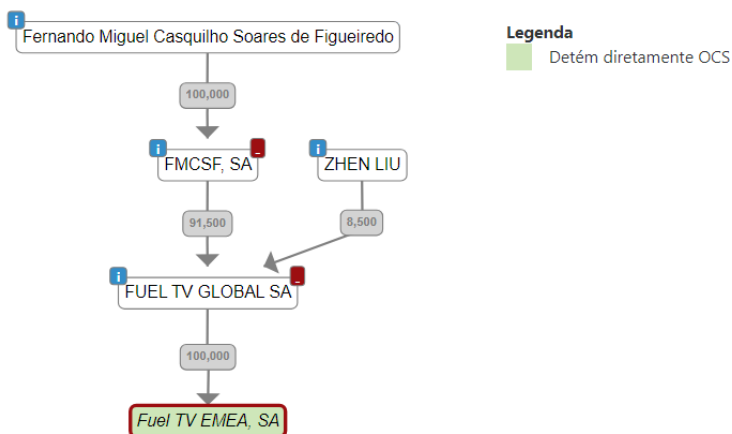 Fernando Miguel Casquilho Soares de Figueiredo
Legenda
Detém diretamente OCS
100,000
FMCSF, SA
ZHEN LIU
91,500
8,500
FUEL TV GLOBAL SA
100,000
Fuel TV EMEA, SA